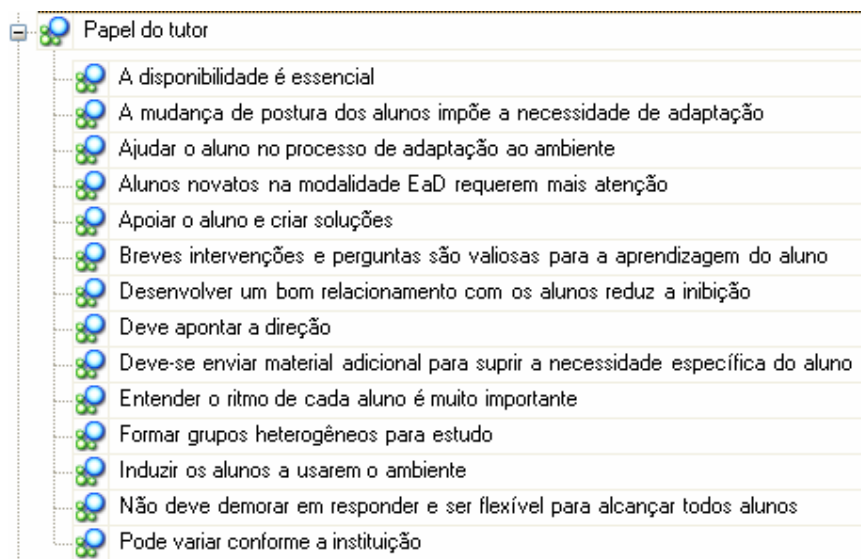 Papel do tutor
A disponibilidade é essencial
A mudança de postura dos alunos impõe a necessidade de adaptação
Ajudar o aluno no processo de adaptação ao ambiente
Alunos novatos na modalidade EaD requerem mais atenção
Apoiar o aluno e criar soluções
Breves intervenções e perguntas são valiosas para a aprendizagem do aluno
Desenvolver um bom relacionamento com os alunos reduz a inibição
Deve apontar a direção
Deve-se enviar material adicional para suprir a necessidade específica do aluno
Entender o ritmo de cada aluno é muito importante
Formar grupos heterogêneos para estudo
Induzir os alunos a usarem o ambiente
Não deve demorar em responder e ser flexível para alcançar todos alunos
Pode variar conforme a instituição